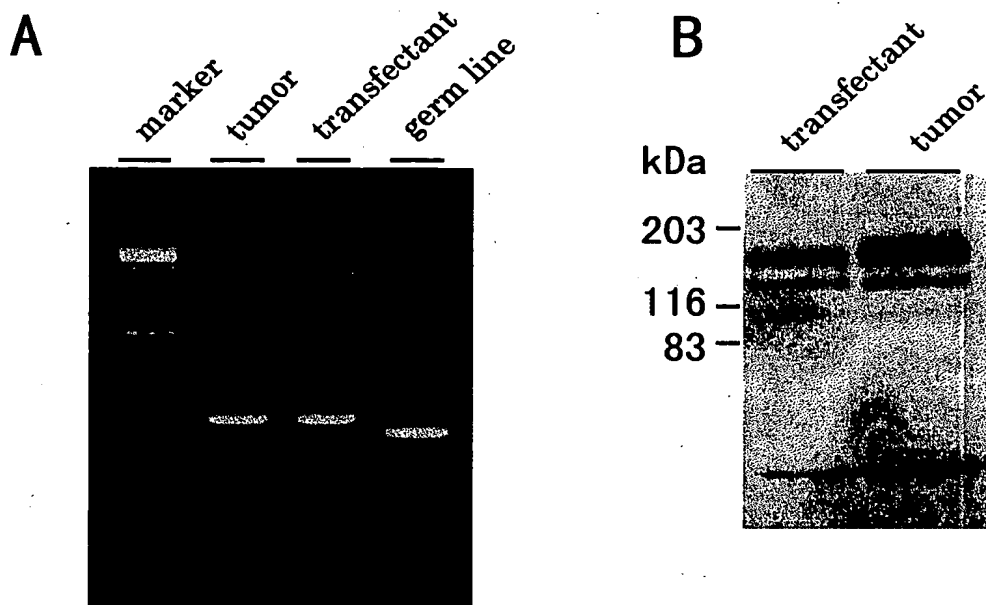 A
marker
tumor
transfectant
germ line
B
transfectant
tumor
kDa
203
116
83